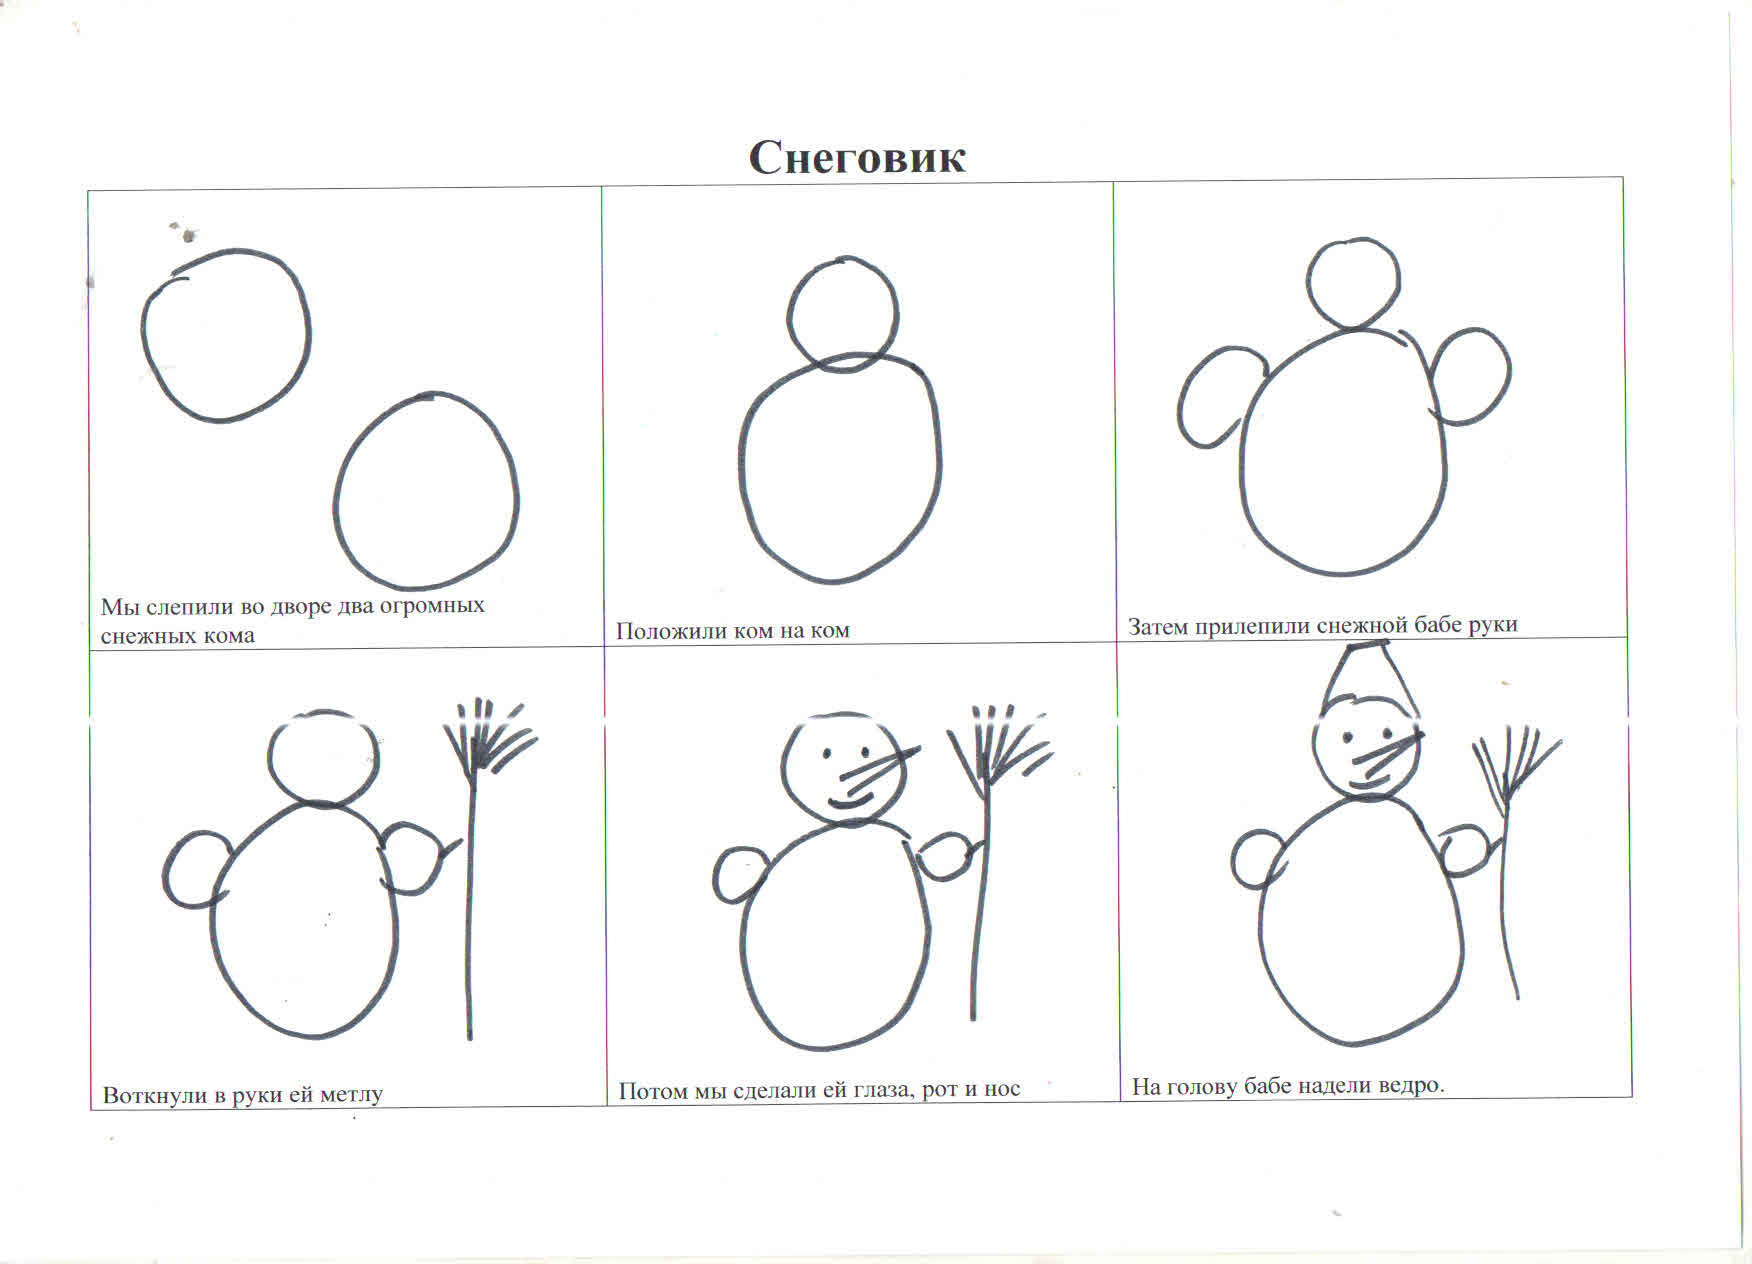 Снеговик
Мы слепили во дворе два огромных
снежных кома
Положили ком на ком
Затем прилепили снежной бабе руки
Воткнули в руки ей метлу
Потом мы сделали ей глаза, рот и нос
На голову бабе надели ведро.